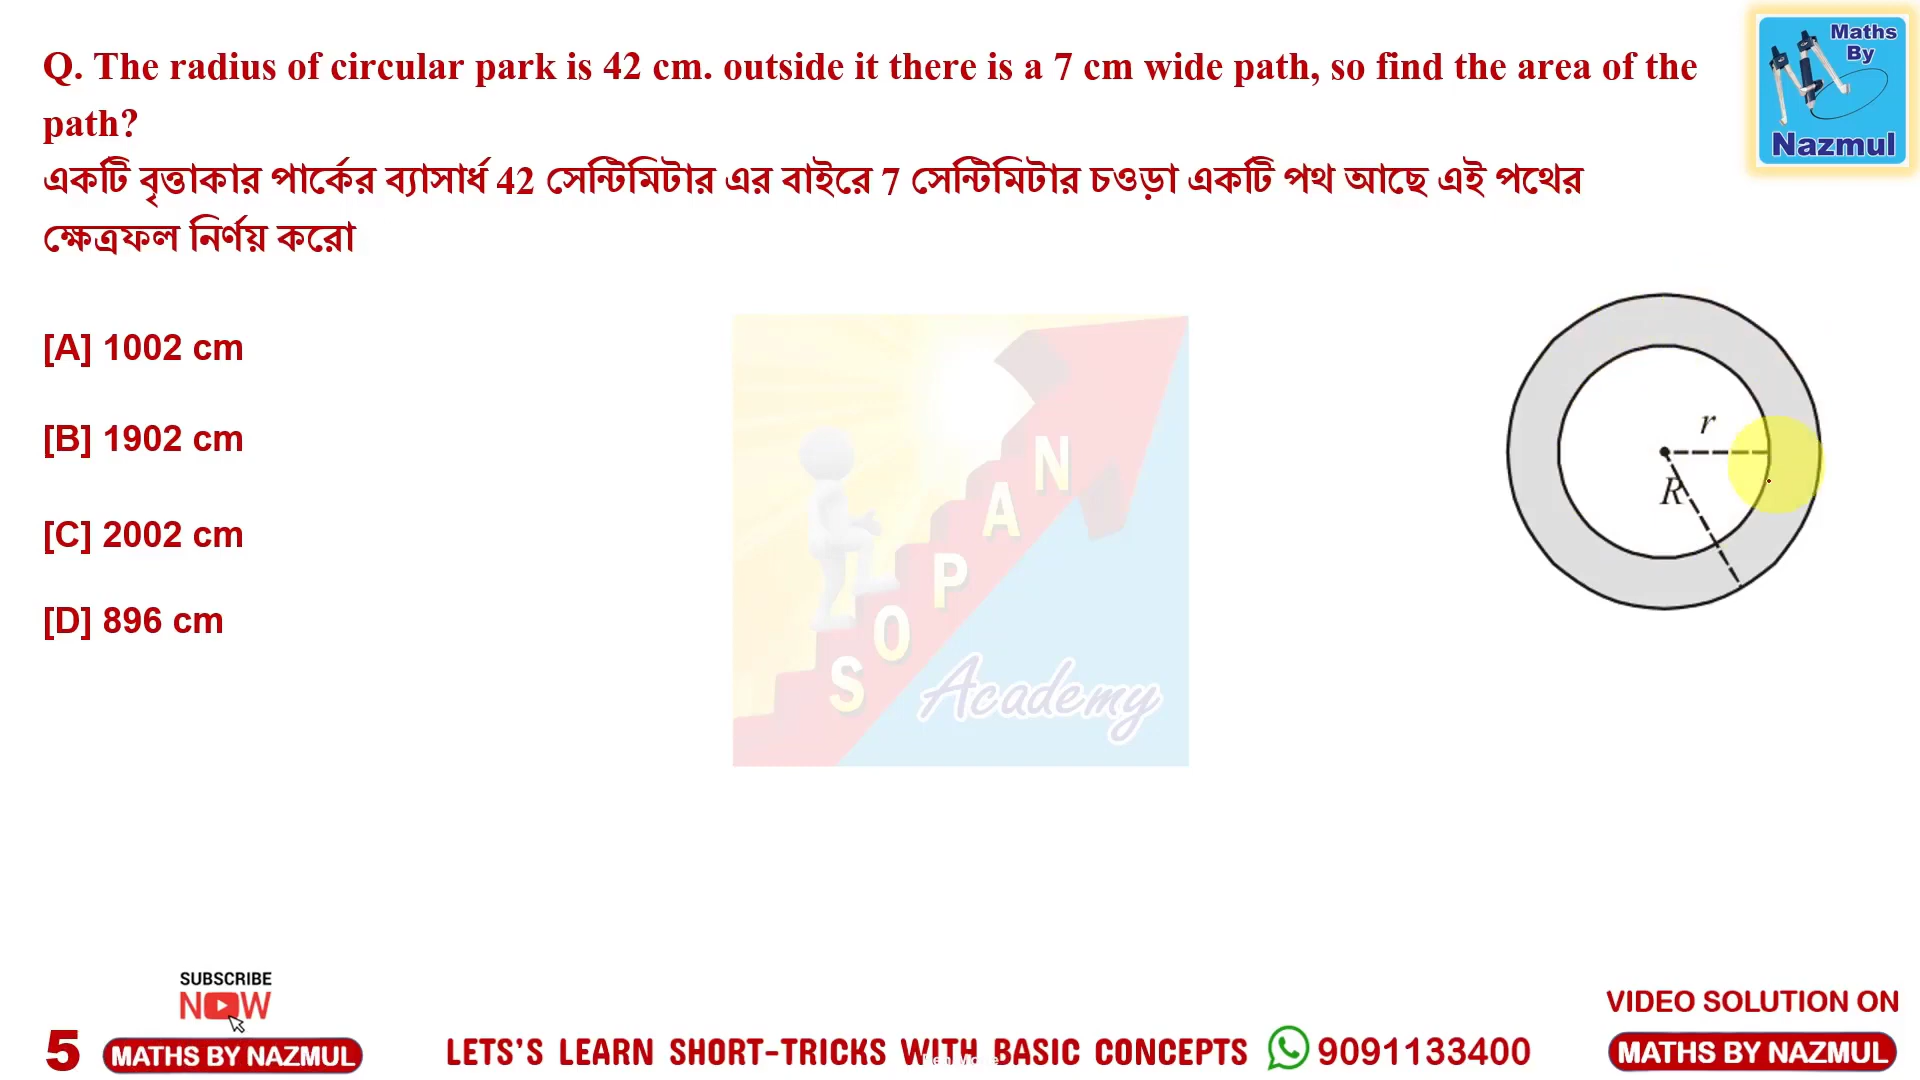 Q. The radius of circular park is 42 cm. outside it there is a 7 cm wide path, so find the area of the
path?
একটি বৃত্তাকার পার্কের ব্যাসার্ধ 42 সেন্টিমিটার এর বাইরে 7 সেন্টিমিটার চওড়া একটি পথ আছে এই পথের
ক্ষেত্রফল নির্ণয় করো
Maths
By
Nazmul
[A] 1002 cm
[B] 1902 cm
[C] 2002 cm
[D] 896 cm
r
R
SOPAN
Academy
SUBSCRIBE
NOW
5
MATHS BY NAZMUL
LETS’S LEARN SHORT-TRICKS WITH BASIC CONCEPTS
9091133400
VIDEO SOLUTION ON
MATHS BY NAZMUL